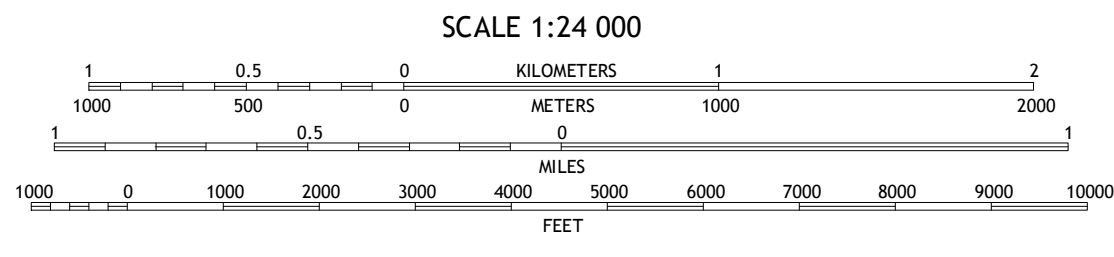 SCALE 1:24 000
1 0.5 0 KILOMETERS 1 2
1000 500 0 METERS 1000 2000
1 0.5 0 1
MILES
1000 0 1000 2000 3000 4000 5000 6000 7000 8000 9000 10000
FEET